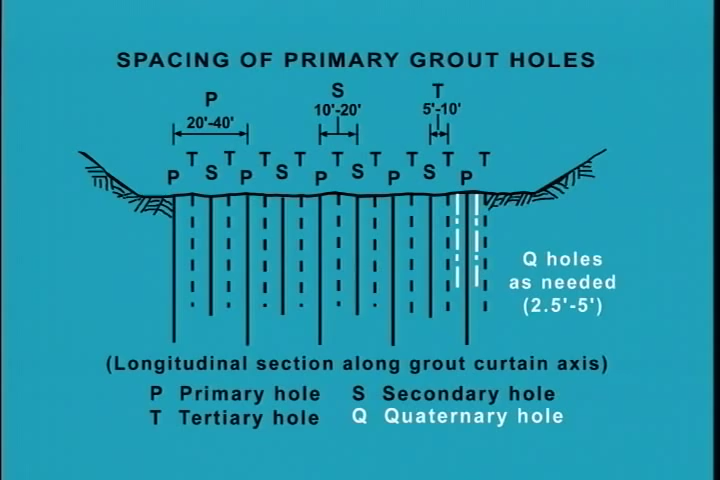 SPACING OF PRIMARY GROUT HOLES
P S T
20'-40' 10'-20' 5'-10'
P T S T P T S T P T S T P T S T P T
Q holes
as needed
(2.5'-5')
(Longitudinal section along grout curtain axis)
P Primary hole S Secondary hole
T Tertiary hole Q Quaternary hole